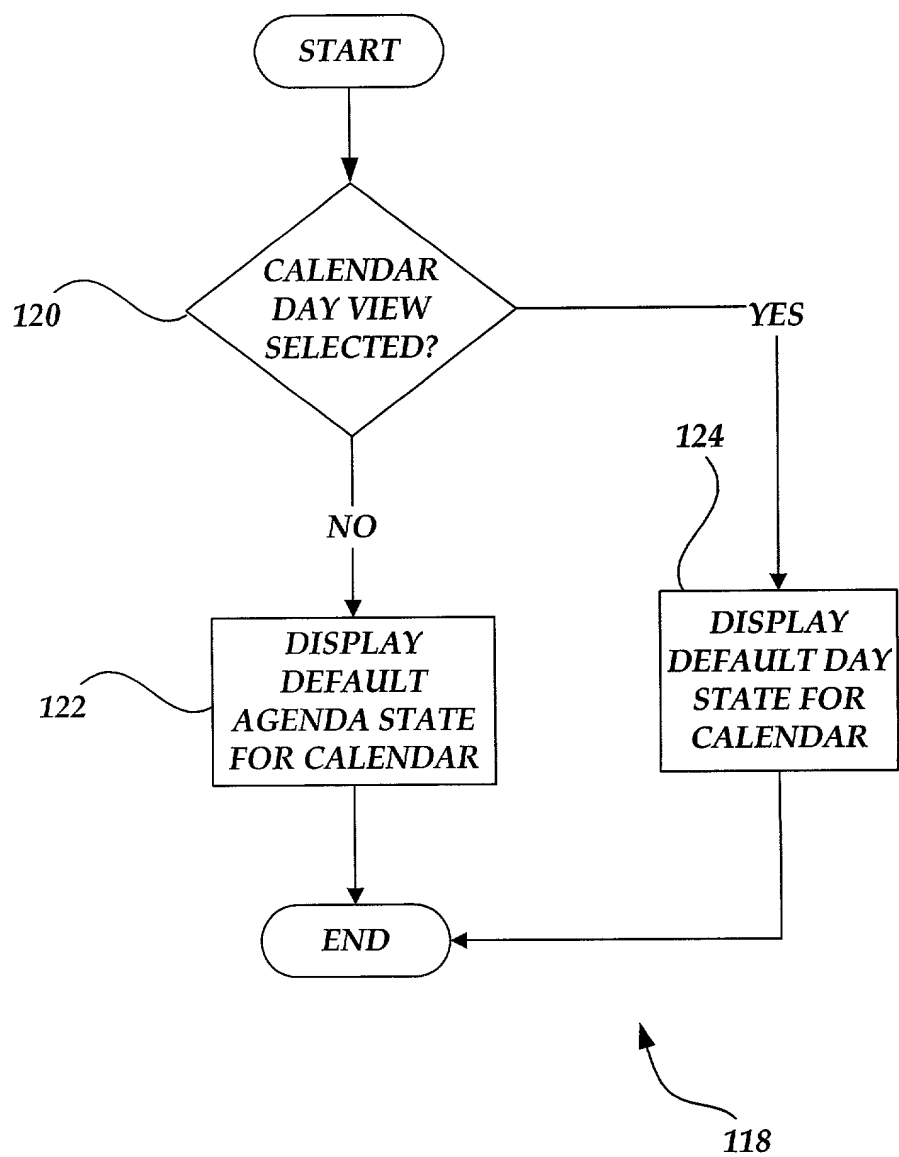 START
CALENDAR
DAY VIEW
SELECTED?
120
YES
124
NO
DISPLAY
DEFAULT
AGENDA STATE
FOR CALENDAR
122
DISPLAY
DEFAULT DAY
STATE FOR
CALENDAR
END
118